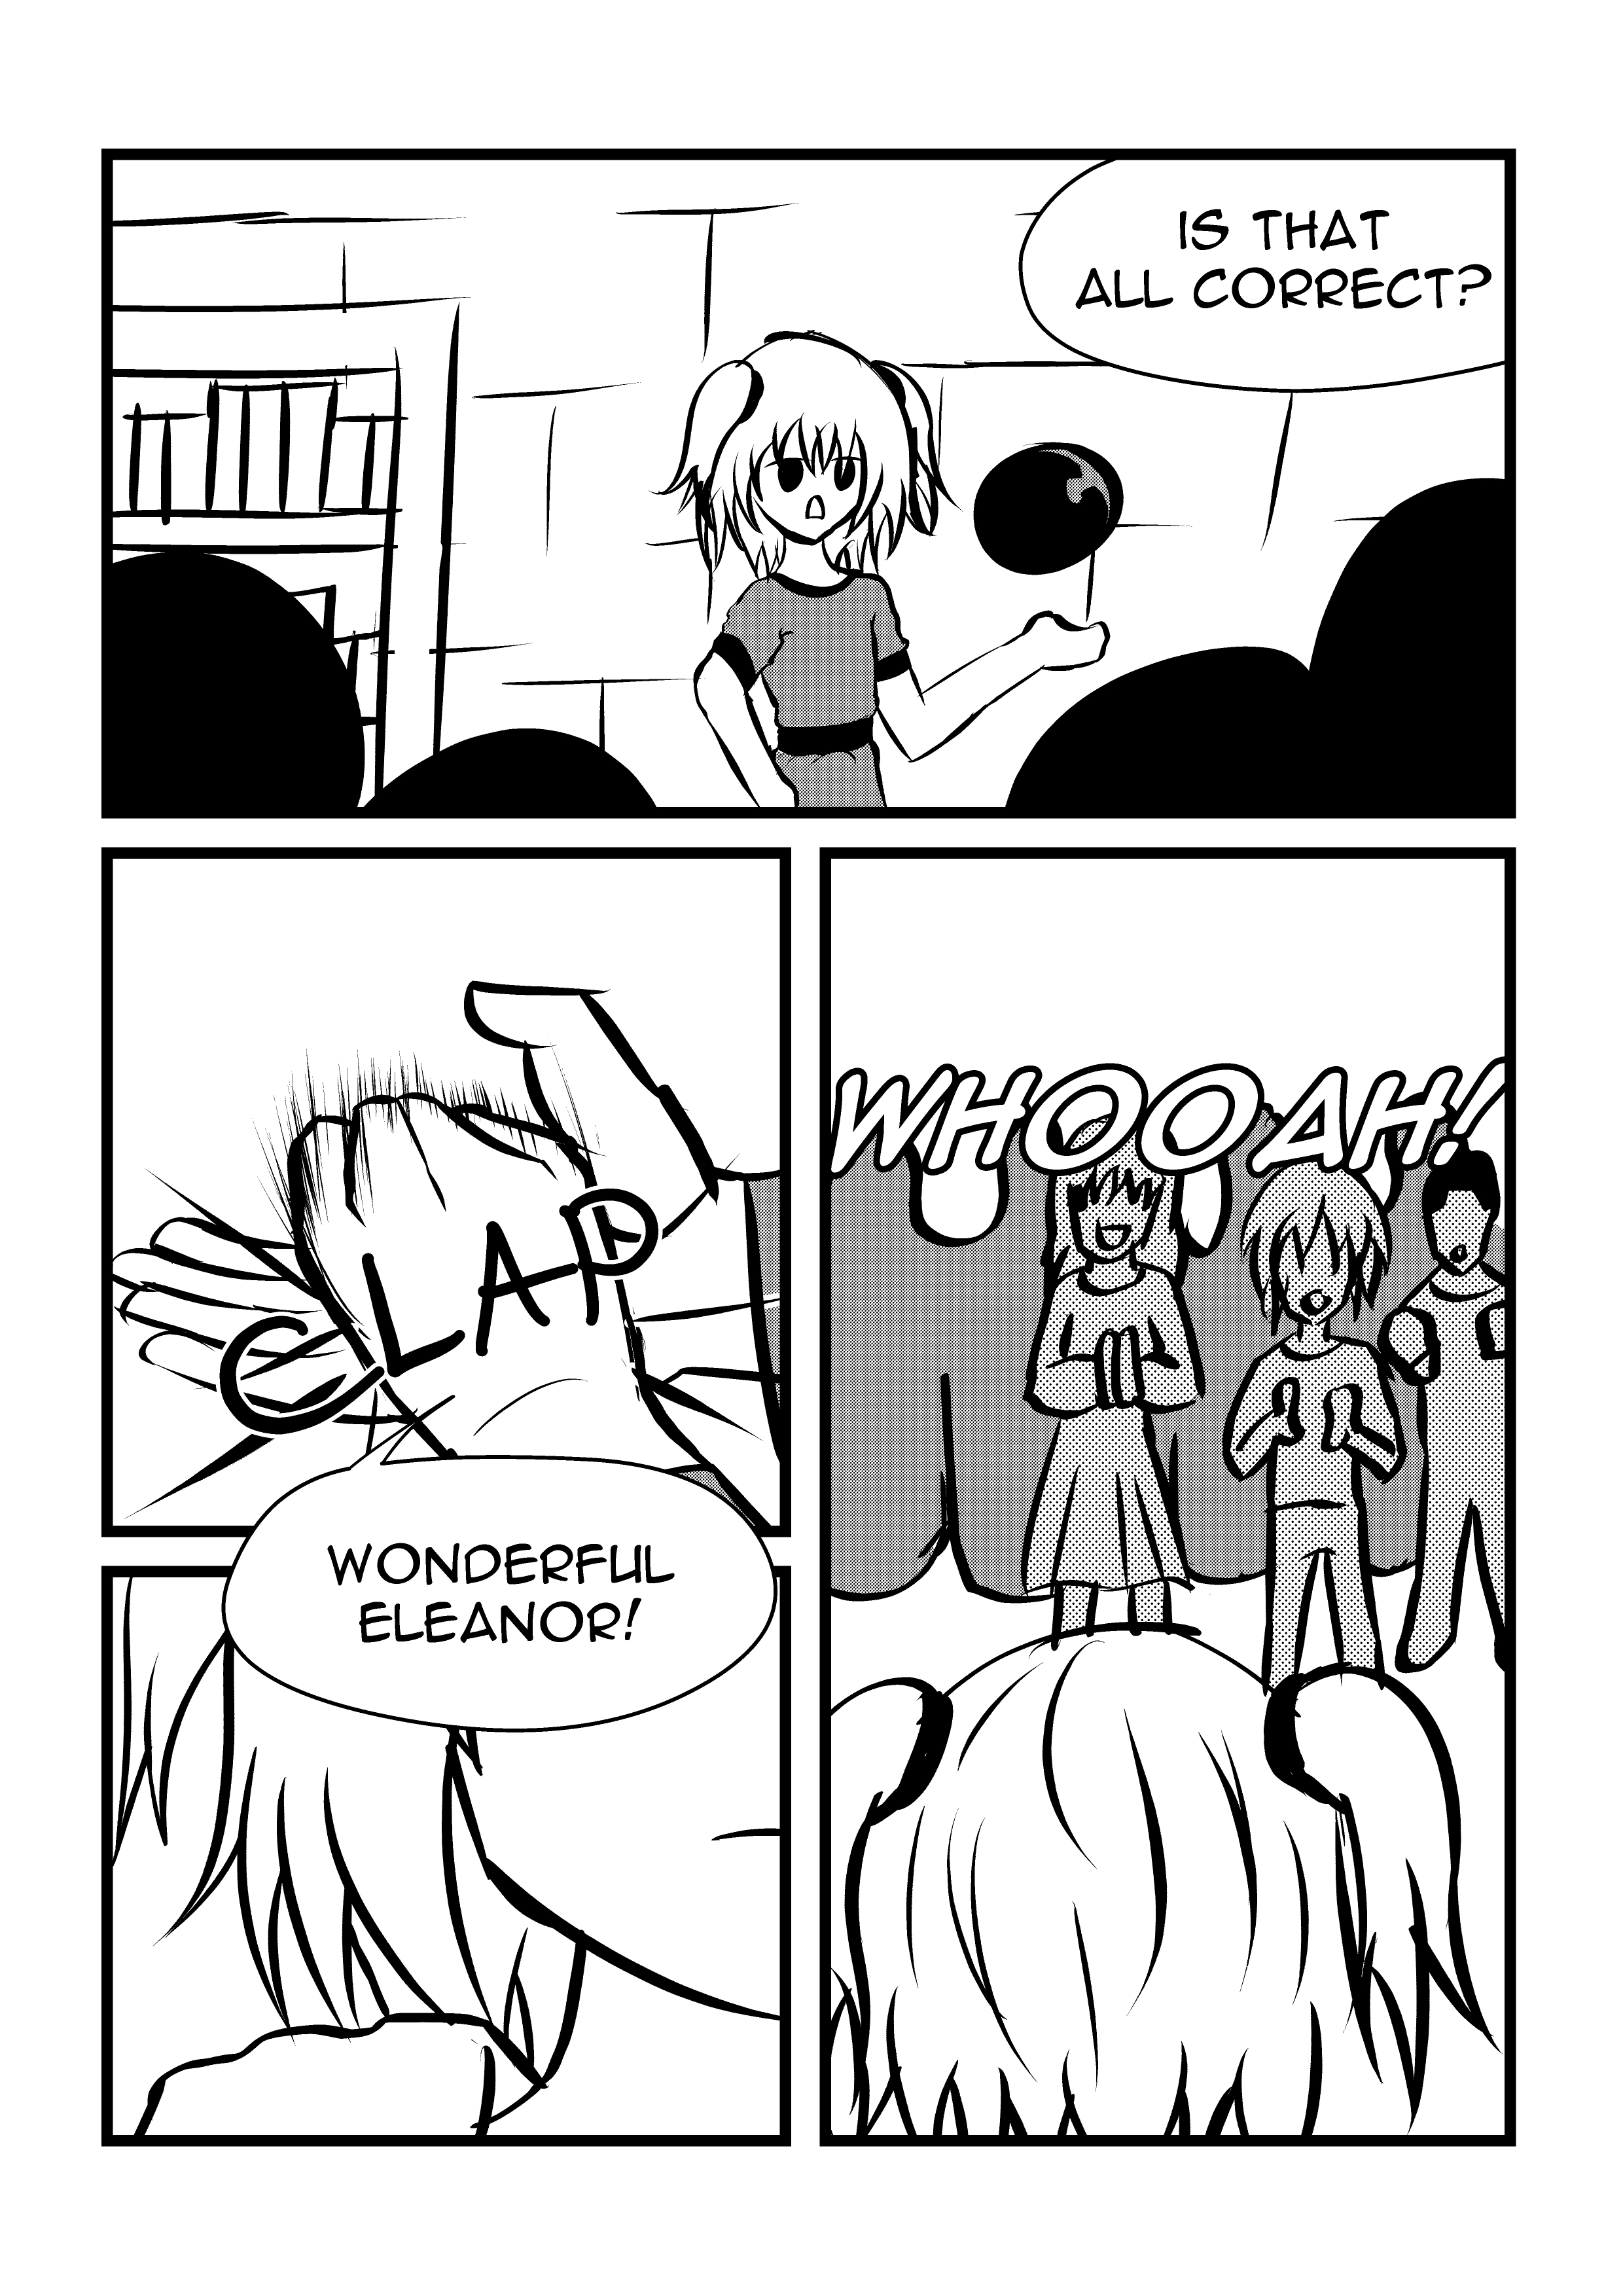 IS THAT
ALL CORRECT?
CLAP
WONDERFUL
ELEANOR!
WHOOAH!